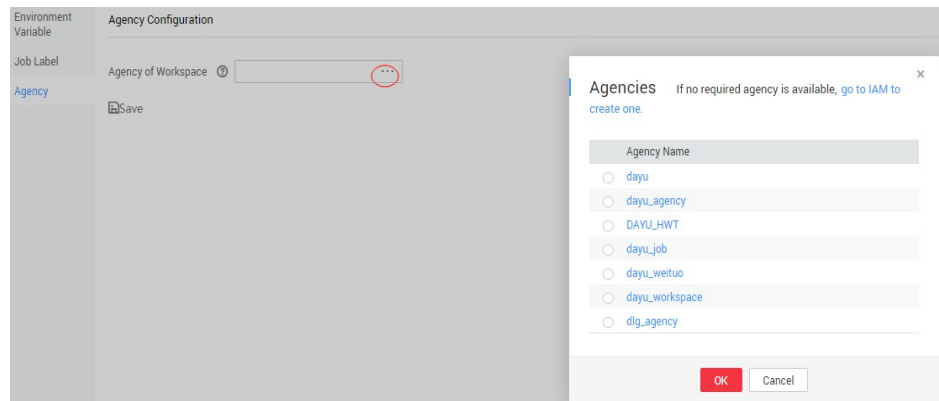 Environment
Variable
Job Label
Agency
Agency Configuration
Agency of Workspace ? ...
Save
Agencies If no required agency is available, go to IAM to
create one.
Agency Name
dayu
dayu_agency
DAYU_HWT
dayu_job
dayu_weituo
dayu_workspace
dlg_agency
OK Cancel